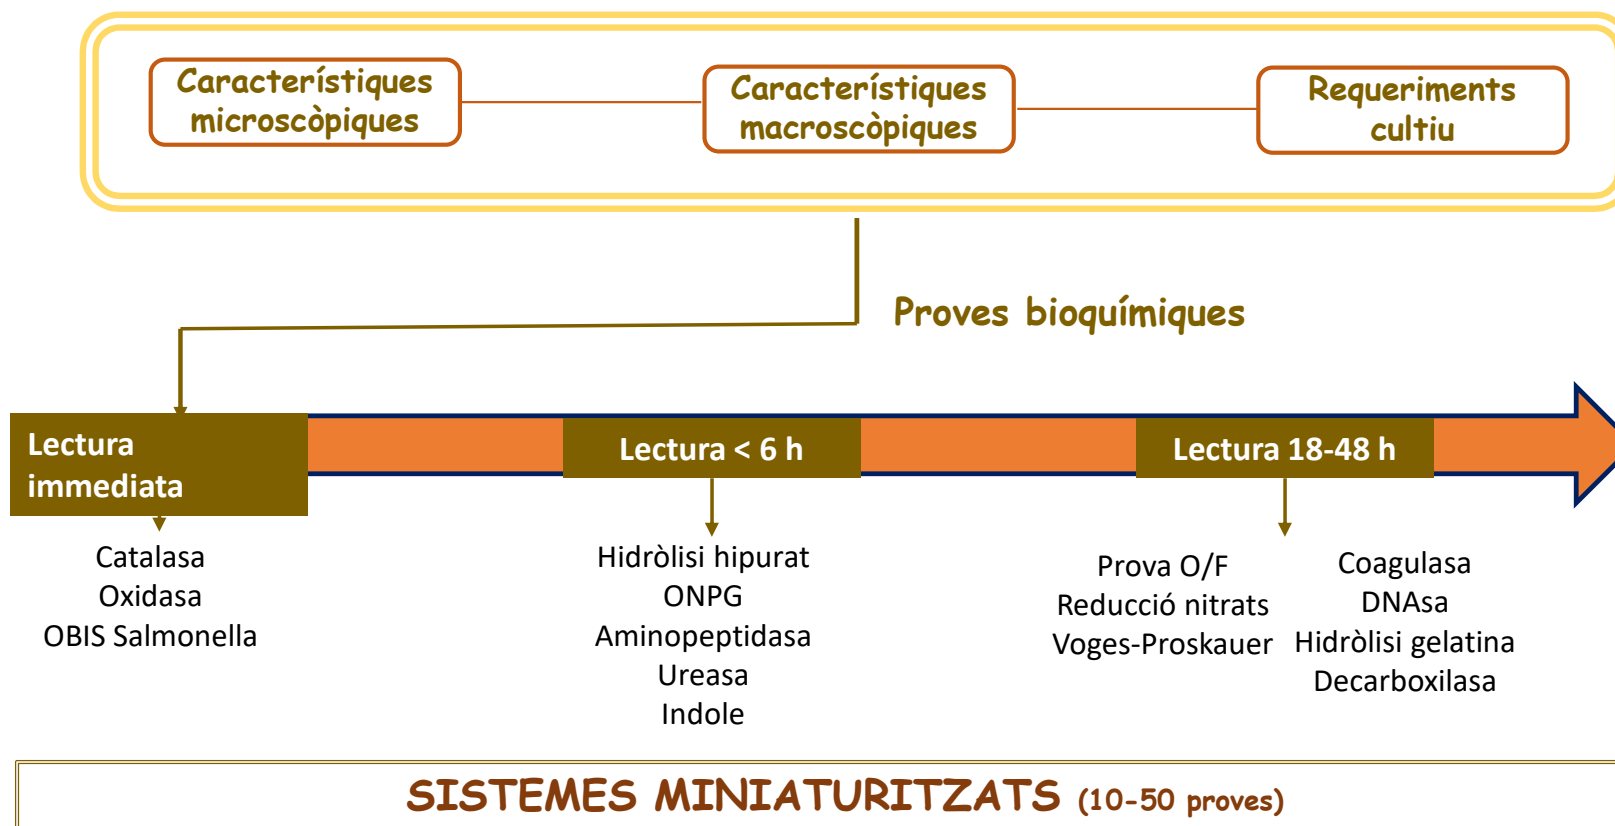 Característiques
microscòpiques
Característiques
macroscòpiques
Requeriments
cultiu
Proves bioquímiques
Lectura
immediata
Lectura < 6 h
Lectura 18-48 h
Catalasa
Oxidasa
OBIS Salmonella
Hidròlisi hipurat
ONPG
Aminopeptidasa
Ureasa
Indole
Prova O/F
Reducció nitrats
Voges-Proskauer
Coagulasa
DNAsa
Hidròlisi gelatina
Decarboxilasa
SISTEMES MINIATURITZATS (10-50 proves)